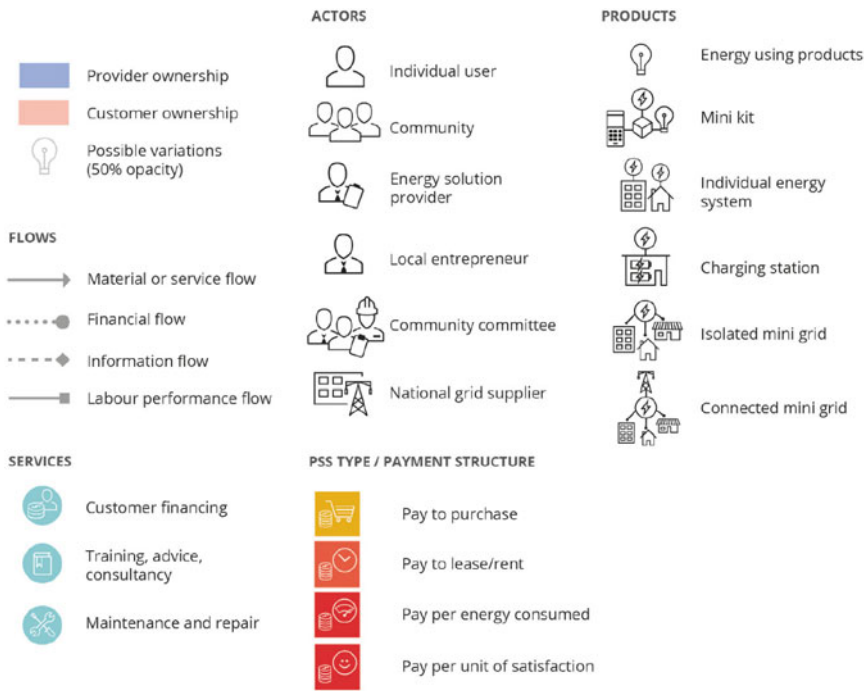 Provider ownership
Customer ownership
Possible variations
(50% opacity)
FLOWS
Material or service flow
Financial flow
Information flow
Labour performance flow
SERVICES
Customer financing
Training, advice,
consultancy
Maintenance and repair
ACTORS
Individual user
Community
Energy solution
provider
Local entrepreneur
Community committee
National grid supplier
PSS TYPE / PAYMENT STRUCTURE
Pay to purchase
Pay to lease/rent
Pay per energy consumed
Pay per unit of satisfaction
PRODUCTS
Energy using products
Mini kit
Individual energy
system
Charging station
Isolated mini grid
Connected mini grid